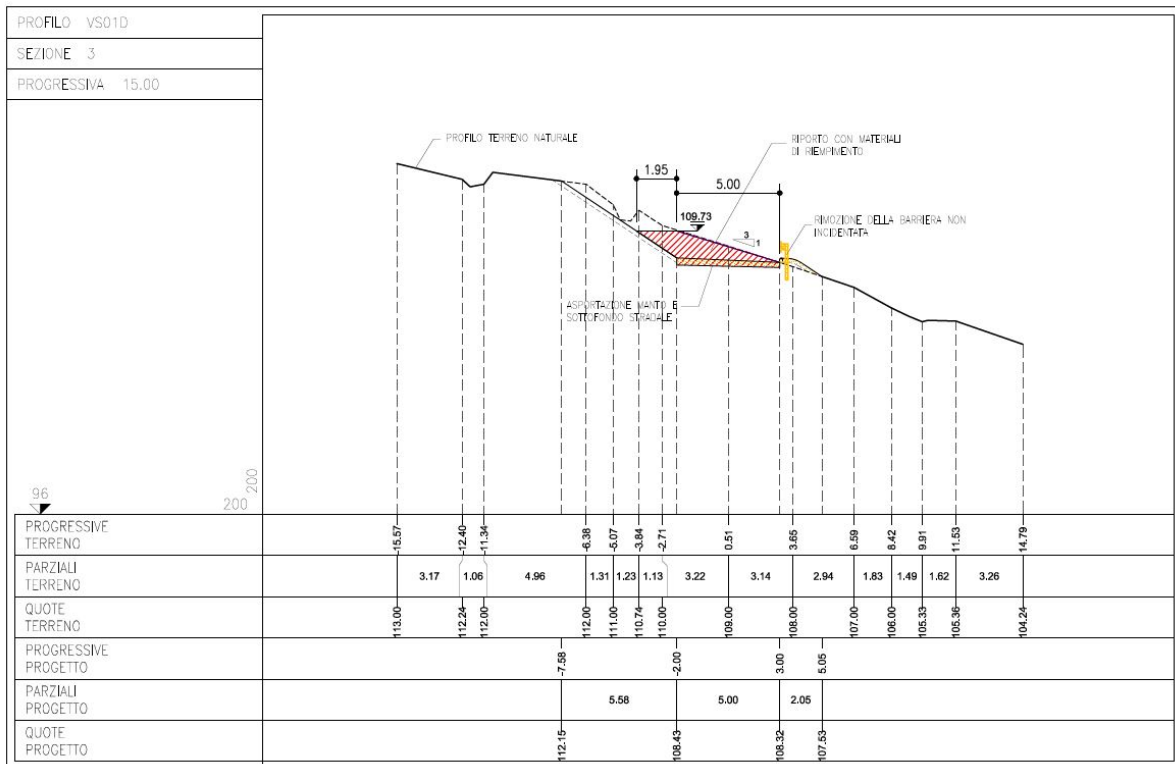 PROFILO VS01D
SEZIONE 3
PROGRESSIVA 15.00
PROFILO TERRENO NATURALE
RIPORTO CON MATERIALI
DI RIEMPIMENTO
1.95
5.00
109.73
3
1
RIMOZIONE DELLA BARRIERA NON
INCIDENTATA
ASPORTAZIONE MANTO E
SOTTOFONDO STRADALE
96
200
200
PROGRESSIVE
TERRENO
-15.57 -12.40 -11.34 -6.38 -5.07 -3.84 -2.71 0.51 3.65 6.59 8.42 9.91 11.53 14.79
PARZIALI
TERRENO
3.17 1.06 4.96 1.31 1.23 1.13 3.22 3.14 2.94 1.83 1.49 1.62 3.26
QUOTE
TERRENO
113.00 112.24 112.00 112.00 111.00 110.74 110.00 109.00 108.00 107.00 106.00 105.33 105.36 104.24
PROGRESSIVE
PROGETTO
-7.58 -2.00 3.00 5.05
PARZIALI
PROGETTO
5.58 5.00 2.05
QUOTE
PROGETTO
112.15 108.43 108.32 107.53